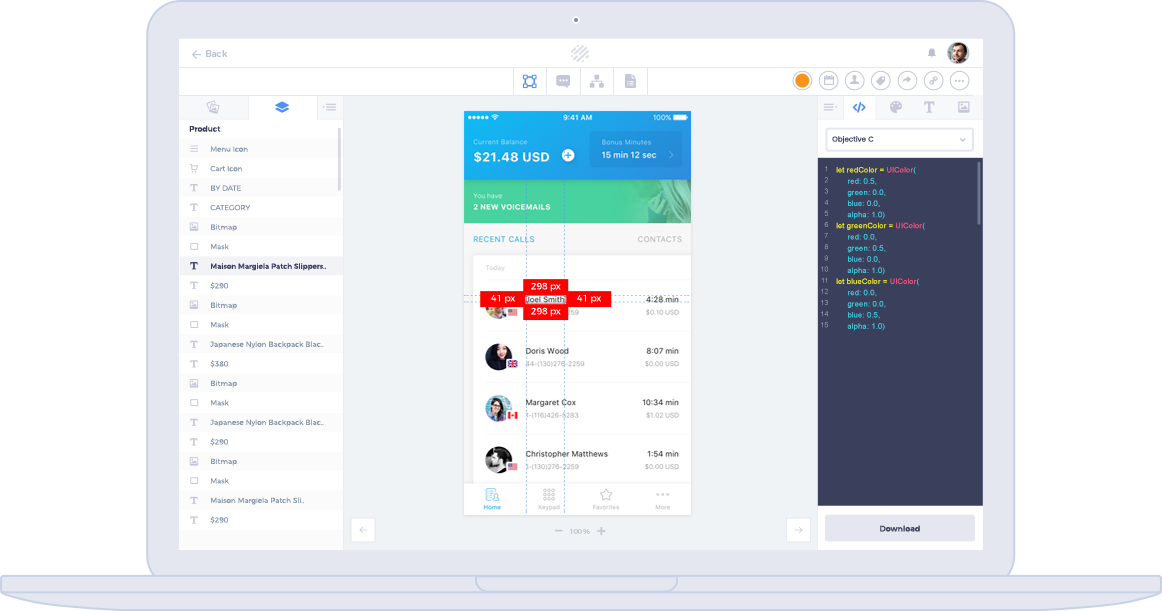 Back
Product
Menu Icon
Cart Icon
BY DATE
CATEGORY
Bitmap
Mask
Maison Margiela Patch Slippers..
$290
Bitmap
Mask
Japanese Nylon Backpack Blac..
$380
Bitmap
Mask
Japanese Nylon Backpack Blac..
$290
Bitmap
Mask
Maison Margiela Patch Sli..
$290
9:41 AM 100%
Current Balance
$21.48 USD
Bonus Minutes
15 min 12 sec
You have
2 NEW VOICEMAILS
RECENT CALLS CONTACTS
Today
298 px
41 px Joel Smith 41 px 4:28 min
298 px 259 $0.10 USD
Doris Wood 8:07 min
44-(130)276-2259 $0.00 USD
Margaret Cox 10:34 min
1-(116)426-5283 $1.02 USD
Christopher Matthews 1:54 min
1-(130)276-2259 $0.00 USD
Home Keypad Favorites More
100%
Objective C
1 let redColor = UIColor(
2 red: 0.5,
3 green: 0.0,
4 blue: 0.0,
5 alpha: 1.0)
6 let greenColor = UIColor(
7 red: 0.0,
8 green: 0.5,
9 blue: 0.0,
10 alpha: 1.0)
11 let blueColor = UIColor(
12 red: 0.0,
13 green: 0.0,
14 blue: 0.5,
15 alpha: 1.0)
Download